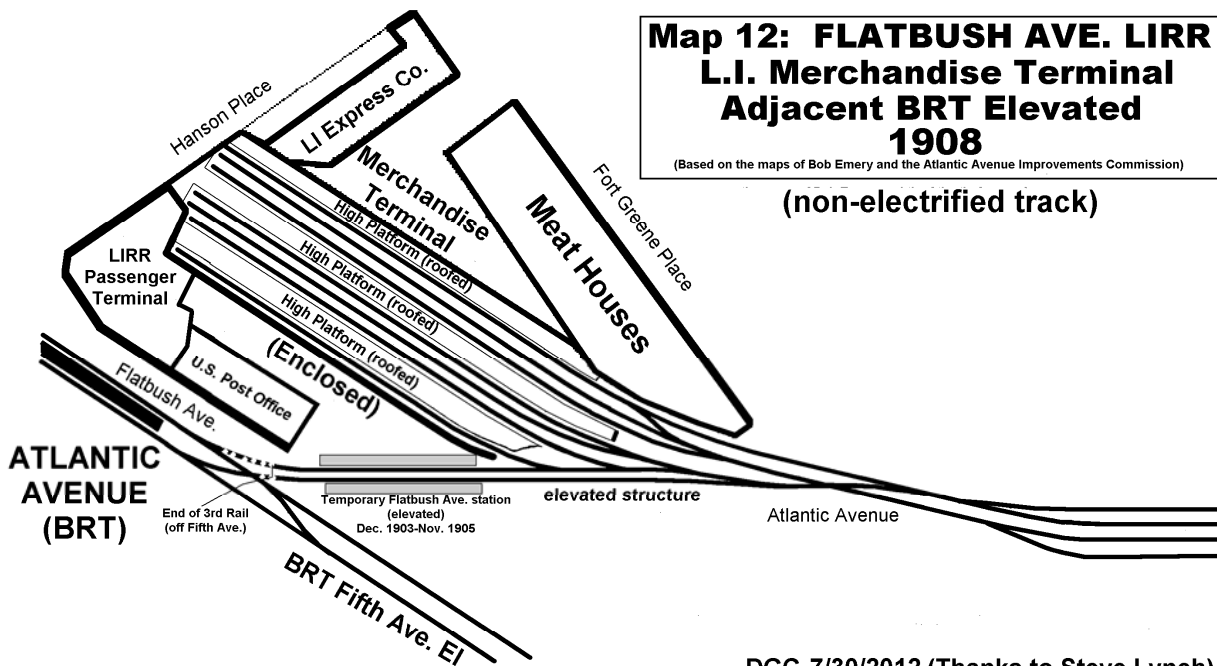 Map 12: FLATBUSH AVE. LIRR
L.I. Merchandise Terminal
Adjacent BRT Elevated
1908
(Based on the maps of Bob Emery and the Atlantic Avenue Improvements Commission)
(non-electrified track)
Hanson Place
LI Express Co.
Merchandise
Terminal
Meat Houses
Fort Greene Place
High Platform (roofed)
High Platform (roofed)
High Platform (roofed)
(Enclosed)
LIRR
Passenger
Terminal
U.S. Post Office
Flatbush Ave.
ATLANTIC
AVENUE
(BRT)
End of 3rd Rail
(off Fifth Ave.)
Temporary Flatbush Ave. station
(elevated)
Dec. 1903-Nov. 1905
elevated structure
Atlantic Avenue
BRT Fifth Ave. El
DGC 7/30/2012 (Thanks to Steve Lynch)